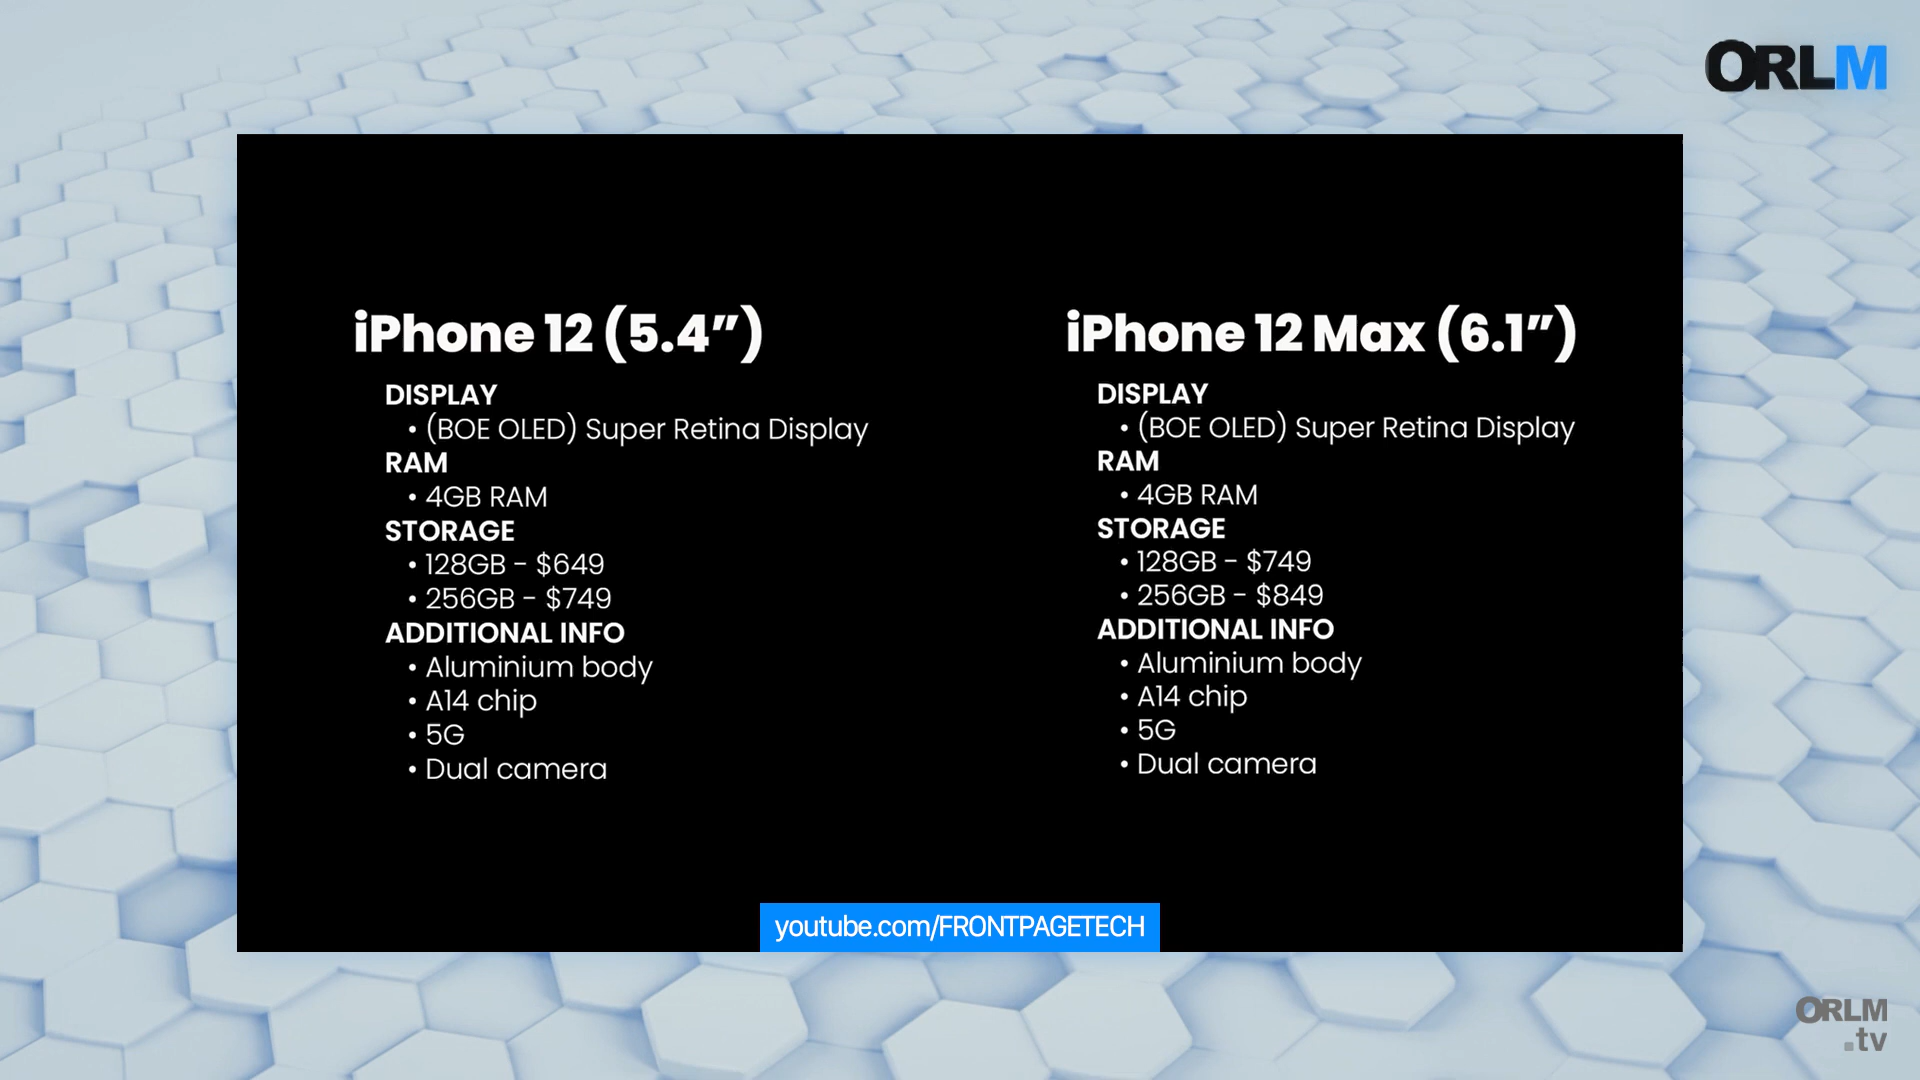 ORLM
iPhone 12 (5.4”)
DISPLAY
• (BOE OLED) Super Retina Display
RAM
• 4GB RAM
STORAGE
• 128GB - $649
• 256GB - $749
ADDITIONAL INFO
• Aluminium body
• A14 chip
• 5G
• Dual camera
iPhone 12 Max (6.1”)
DISPLAY
• (BOE OLED) Super Retina Display
RAM
• 4GB RAM
STORAGE
• 128GB - $749
• 256GB - $849
ADDITIONAL INFO
• Aluminium body
• A14 chip
• 5G
• Dual camera
youtube.com/FRONTPAGETECH
ORLM
.tv